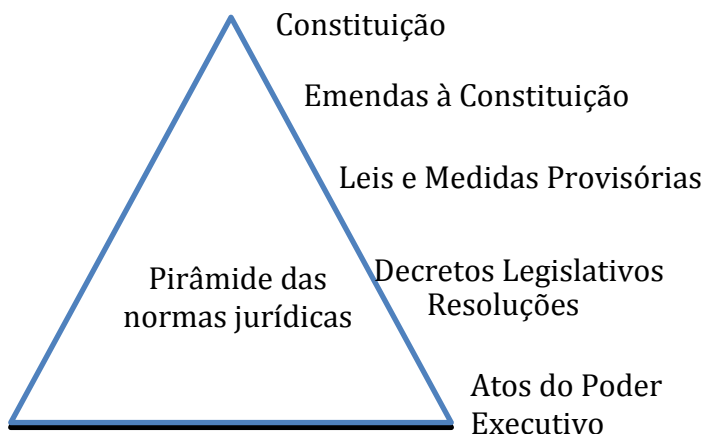 Constituição
Emendas à Constituição
Leis e Medidas Provisórias
Decretos Legislativos
Resoluções
Pirâmide das
normas jurídicas
Atos do Poder
Executivo